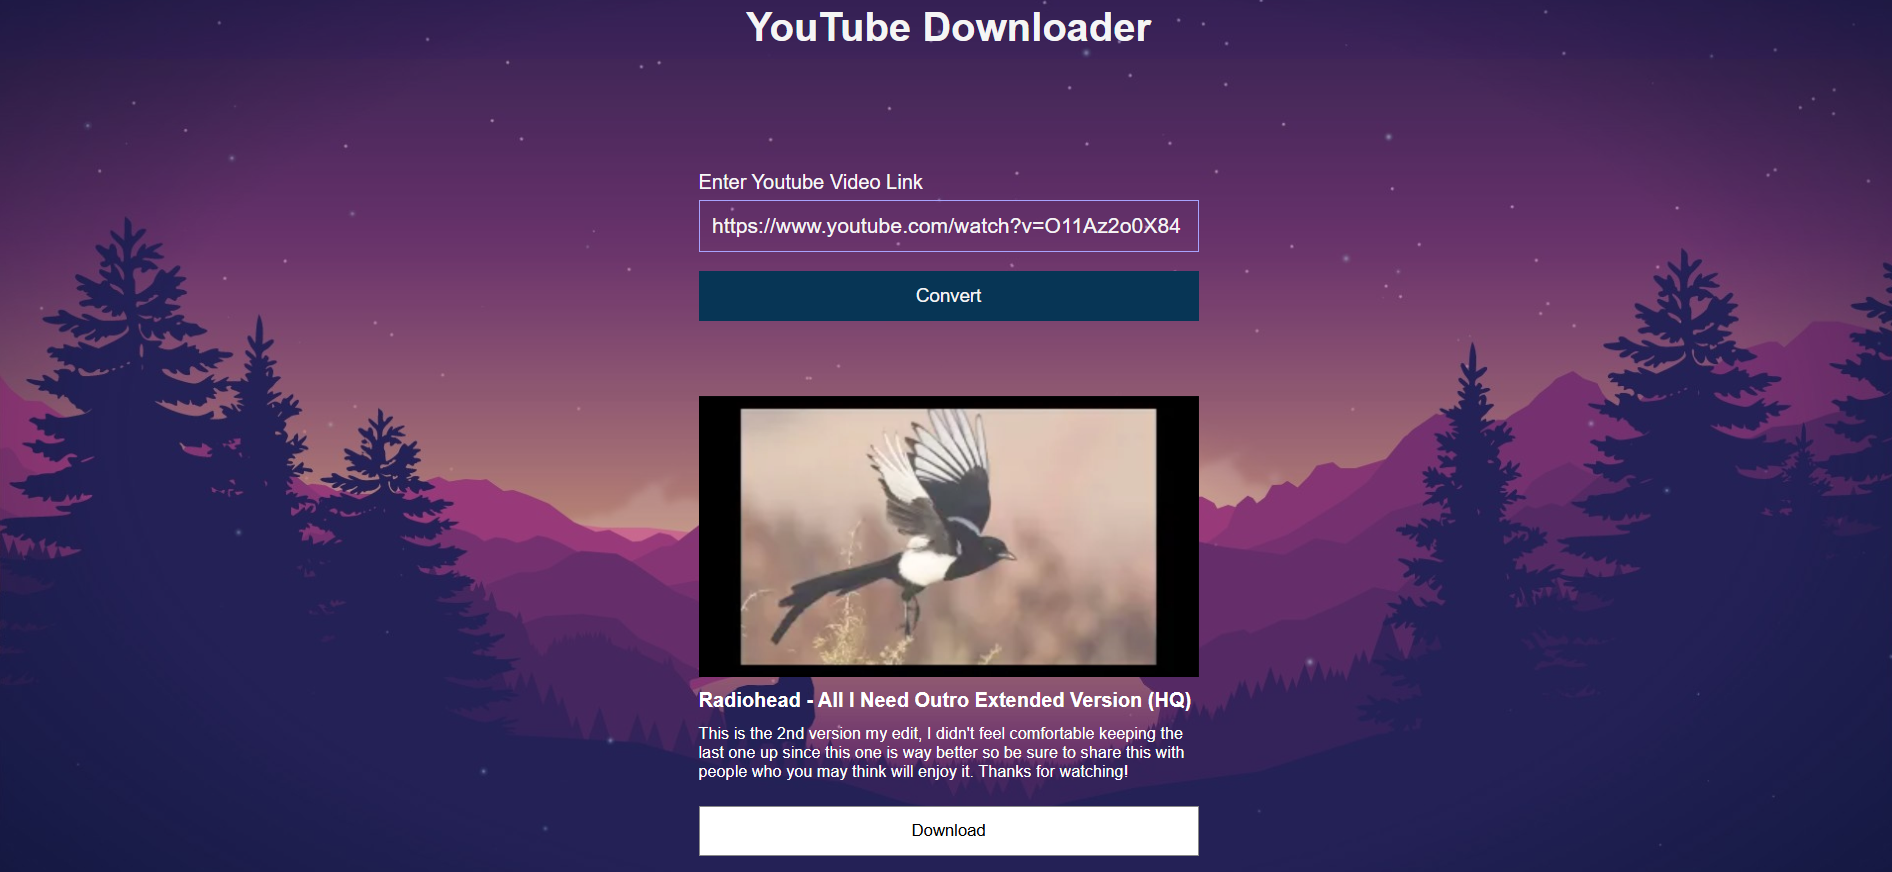 YouTube Downloader
Enter Youtube Video Link
https://www.youtube.com/watch?v=O11Az2o0X84
Convert
Radiohead - All I Need Outro Extended Version (HQ)
This is the 2nd version my edit, I didn't feel comfortable keeping the
last one up since this one is way better so be sure to share this with
people who you may think will enjoy it. Thanks for watching!
Download